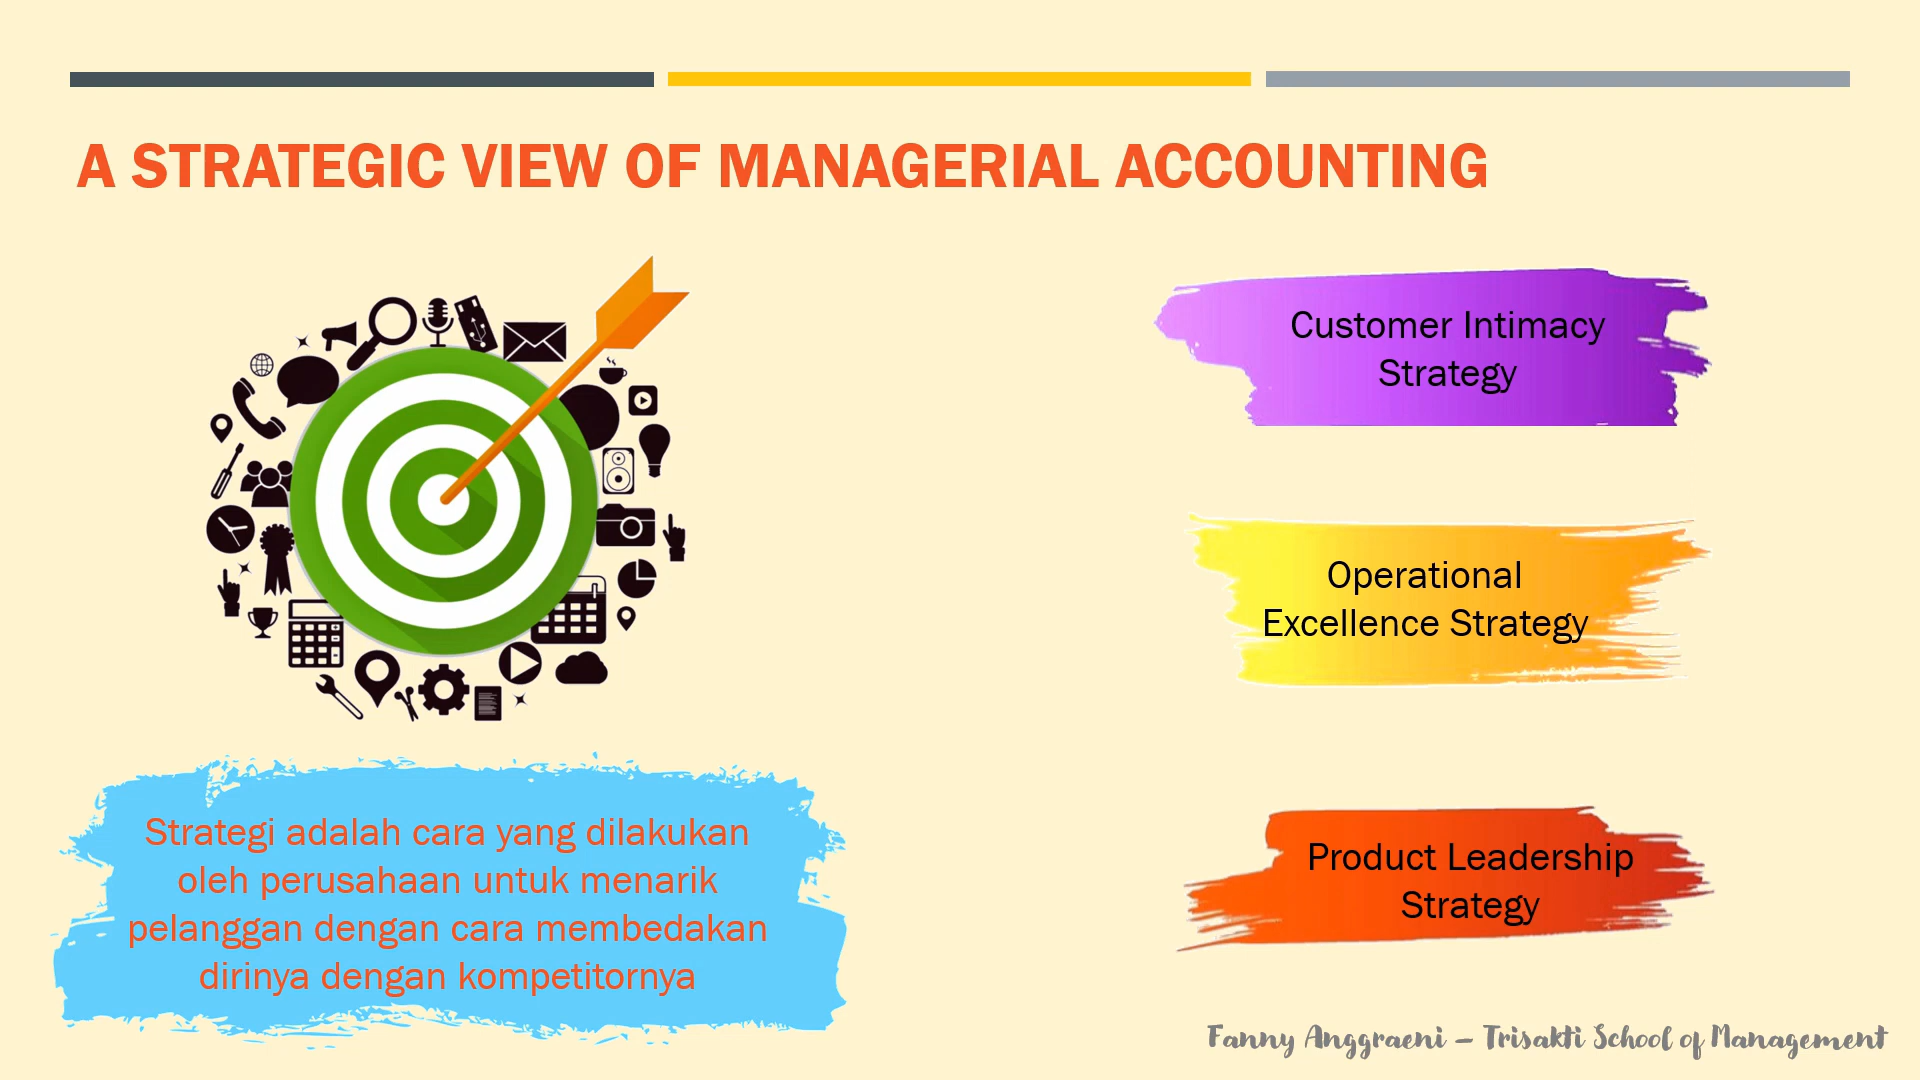 A STRATEGIC VIEW OF MANAGERIAL ACCOUNTING
Customer Intimacy
Strategy
Operational
Excellence Strategy
Product Leadership
Strategy
Strategi adalah cara yang dilakukan
oleh perusahaan untuk menarik
pelanggan dengan cara membedakan
dirinya dengan kompetitornya
Fanny Anggraeni – Trisakti School of Management